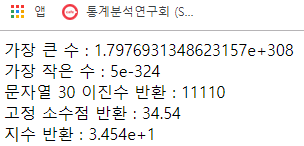 앱 통계분석연구회 (S...
가장 큰 수 : 1.7976931348623157e+308
가장 작은 수 : 5e-324
문자열 30 이진수 반환 : 11110
고정 소수점 반환 : 34.54
지수 반환 : 3.454e+1